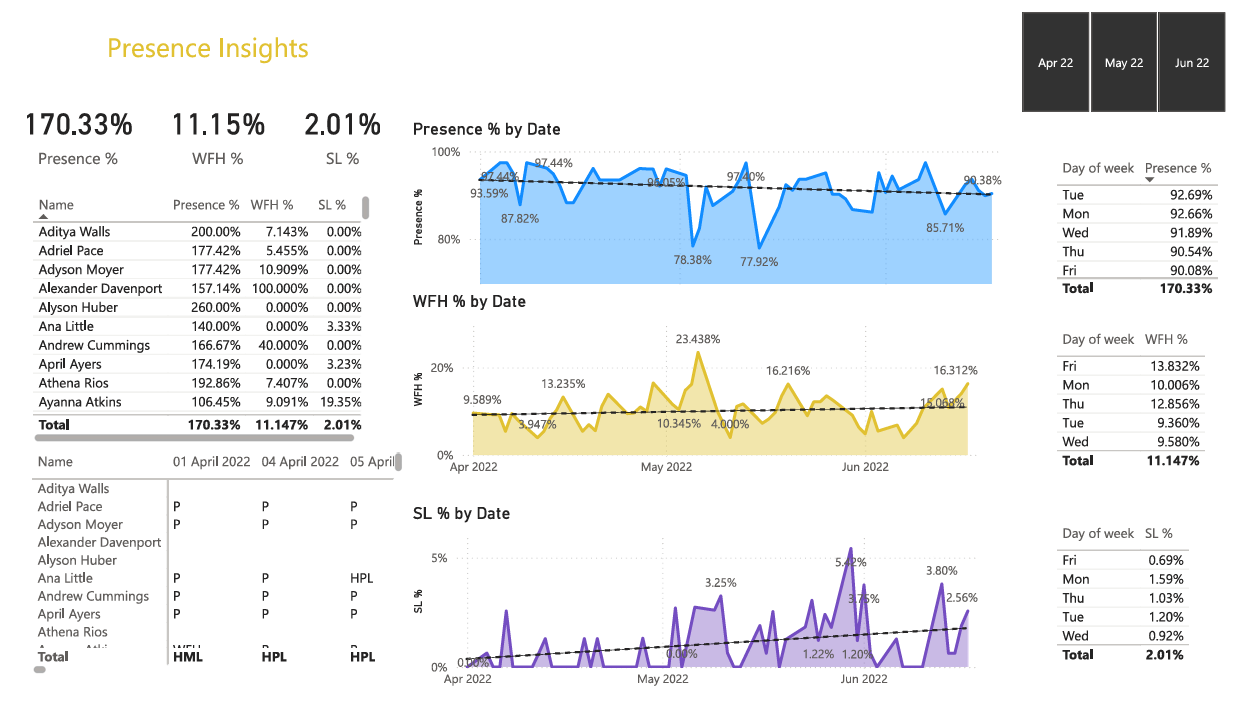 Presence Insights
Apr 22
May 22
Jun 22
170.33%
Presence %
11.15%
WFH %
2.01%
SL %
Name Presence % WFH % SL %
Aditya Walls 200.00% 7.143% 0.00%
Adriel Pace 177.42% 5.455% 0.00%
Adyson Moyer 177.42% 10.909% 0.00%
Alexander Davenport 157.14% 100.000% 0.00%
Alyson Huber 260.00% 0.000% 0.00%
Ana Little 140.00% 0.000% 3.33%
Andrew Cummings 166.67% 40.000% 0.00%
April Ayers 174.19% 0.000% 3.23%
Athena Rios 192.86% 7.407% 0.00%
Ayanna Atkins 106.45% 9.091% 19.35%
Total 170.33% 11.147% 2.01%
Name 01 April 2022 04 April 2022 05 April
Aditya Walls
Adriel Pace P P P
Adyson Moyer P P P
Alexander Davenport
Alyson Huber
Ana Little P P HPL
Andrew Cummings P P P
April Ayers P P P
Athena Rios
Total HML HPL HPL
Presence % by Date
Presence %
100%
80%
93.59%
97.44%
87.82%
97.44%
96.05%
78.38%
97.40%
77.92%
85.71%
90.38%
WFH % by Date
WFH %
20%
0%
9.589%
3.947%
13.235%
10.345%
23.438%
4.000%
16.216%
15.068%
16.312%
Apr 2022
May 2022
Jun 2022
SL % by Date
SL %
5%
0%
0.00%
3.25%
1.22%
5.42%
1.20%
3.75%
3.80%
2.56%
Apr 2022
May 2022
Jun 2022
Day of week Presence %
Tue 92.69%
Mon 92.66%
Wed 91.89%
Thu 90.54%
Fri 90.08%
Total 170.33%
Day of week WFH %
Fri 13.832%
Mon 10.006%
Thu 12.856%
Tue 9.360%
Wed 9.580%
Total 11.147%
Day of week SL %
Fri 0.69%
Mon 1.59%
Thu 1.03%
Tue 1.20%
Wed 0.92%
Total 2.01%